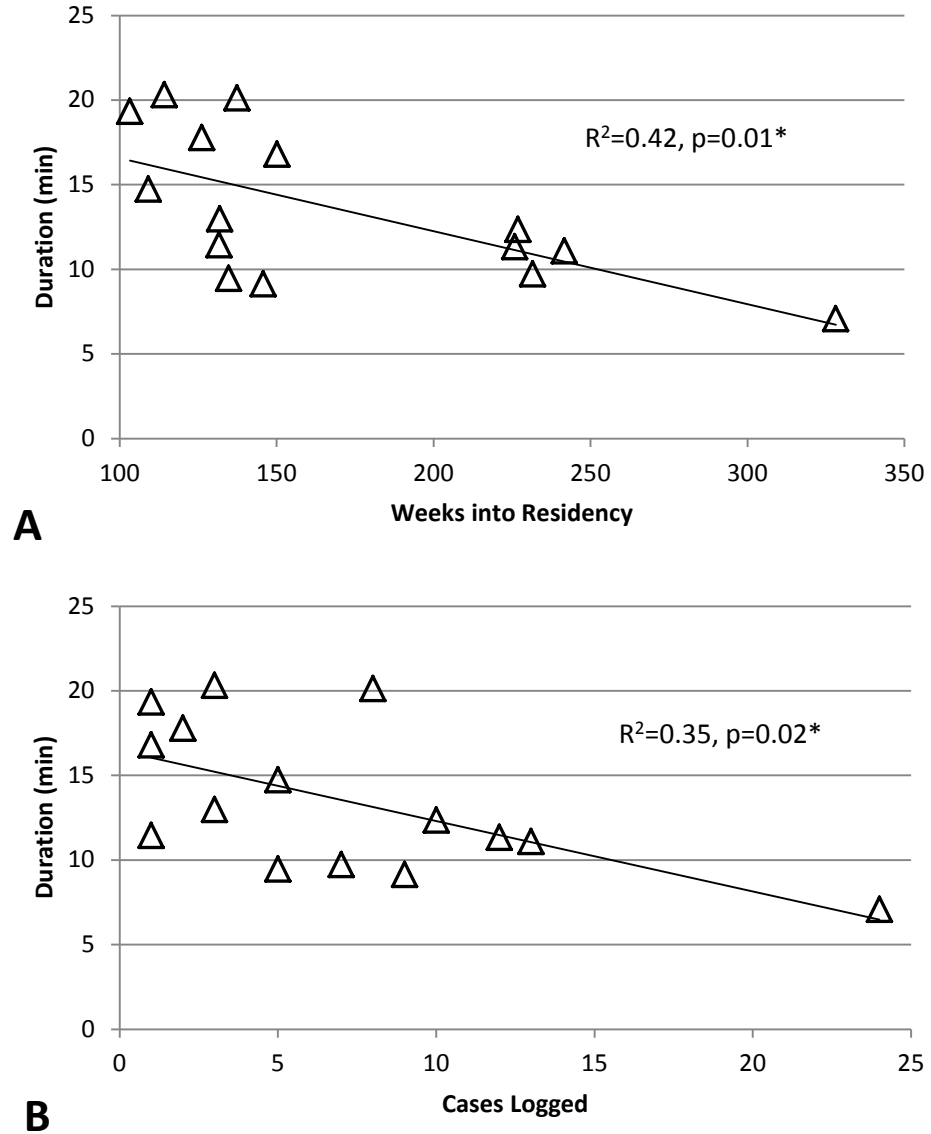 25
20
15
10
5
0
Duration (min)
R²=0.42, p=0.01*
100 150 200 250 300 350
Weeks into Residency
A
25
20
15
10
5
0
Duration (min)
R²=0.35, p=0.02*
0 5 10 15 20 25
Cases Logged
B